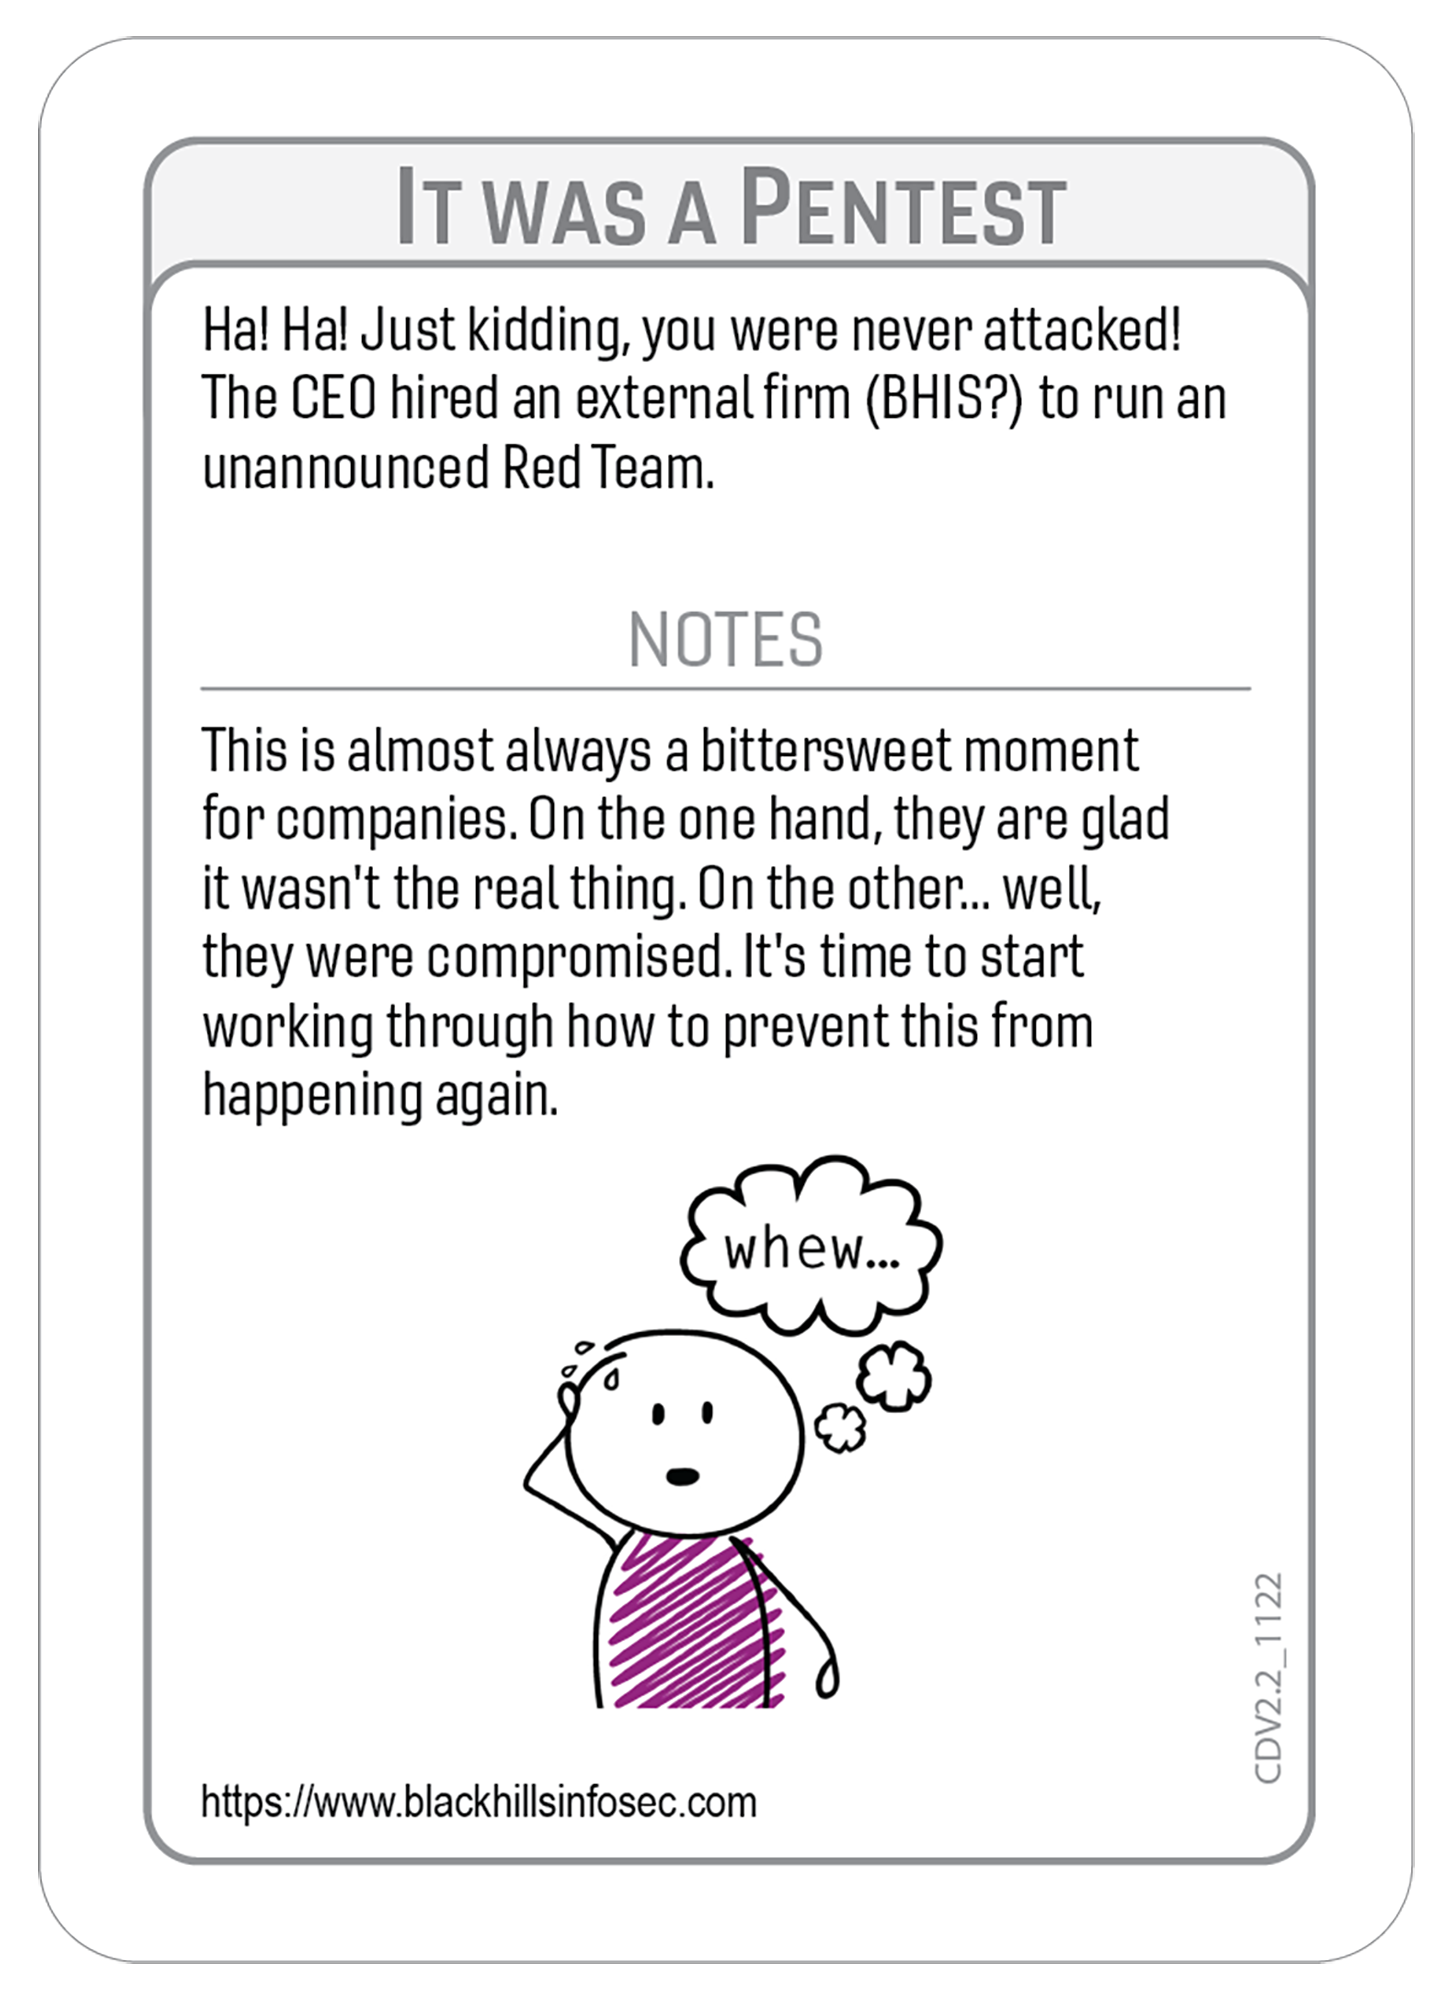 It was a Pentest
Ha! Ha! Just kidding, you were never attacked!
The CEO hired an external firm (BHIS?) to run an
unannounced Red Team.
NOTES
This is almost always a bittersweet moment
for companies. On the one hand, they are glad
it wasn't the real thing. On the other... well,
they were compromised. It's time to start
working through how to prevent this from
happening again.
whew...
CDV2.2_1122
https://www.blackhillsinfosec.com